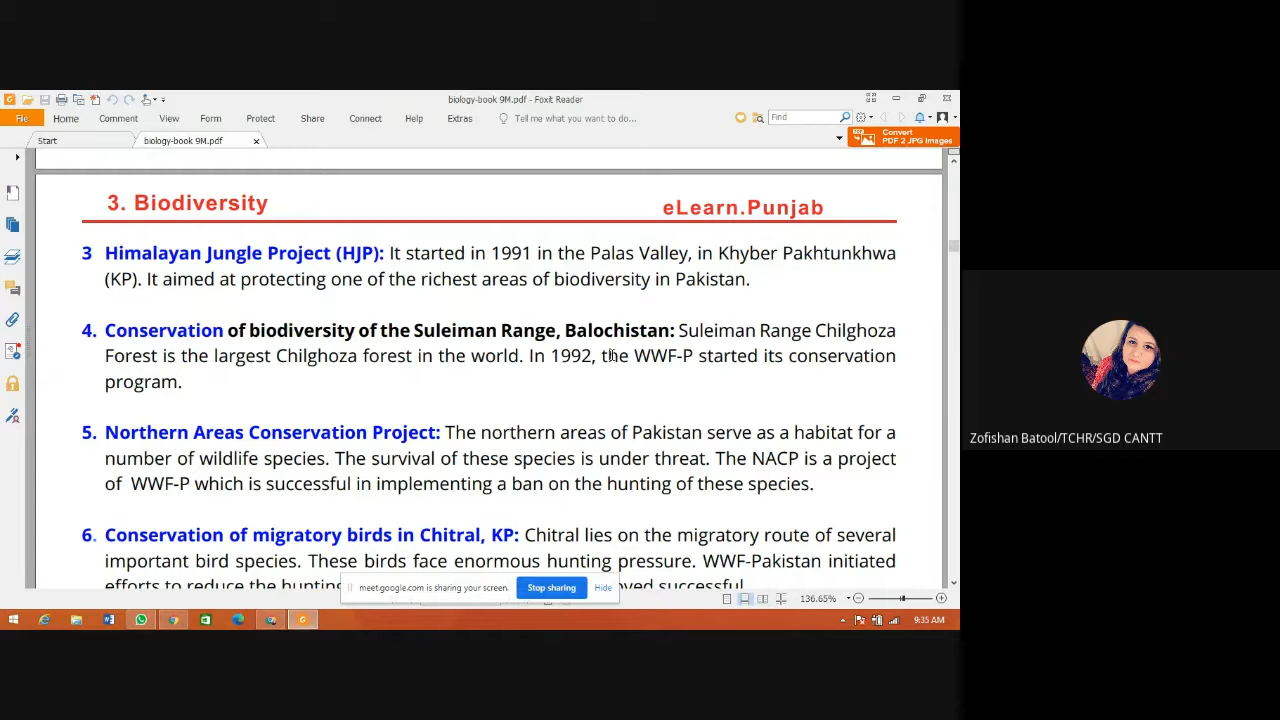 biology-book 9M.pdf - Foxit Reader
File Home Comment View Form Protect Share Connect Help Extras Tell me what you want to do... Find
Convert
PDF 2 JPG Images
Start biology-book 9M.pdf
3. Biodiversity eLearn.Punjab
3 Himalayan Jungle Project (HJP): It started in 1991 in the Palas Valley, in Khyber Pakhtunkhwa
(KP). It aimed at protecting one of the richest areas of biodiversity in Pakistan.
4. Conservation of biodiversity of the Suleiman Range, Balochistan: Suleiman Range Chilghoza
Forest is the largest Chilghoza forest in the world. In 1992, the WWF-P started its conservation
program.
5. Northern Areas Conservation Project: The northern areas of Pakistan serve as a habitat for a
number of wildlife species. The survival of these species is under threat. The NACP is a project
of WWF-P which is successful in implementing a ban on the hunting of these species.
6. Conservation of migratory birds in Chitral, KP: Chitral lies on the migratory route of several
important bird species. These birds face enormous hunting pressure. WWF-Pakistan initiated
efforts to reduce the hunting
meet.google.com is sharing your screen. Stop sharing Hide
136.65%
9:35 AM
Zofishan Batool/TCHR/SGD CANTT